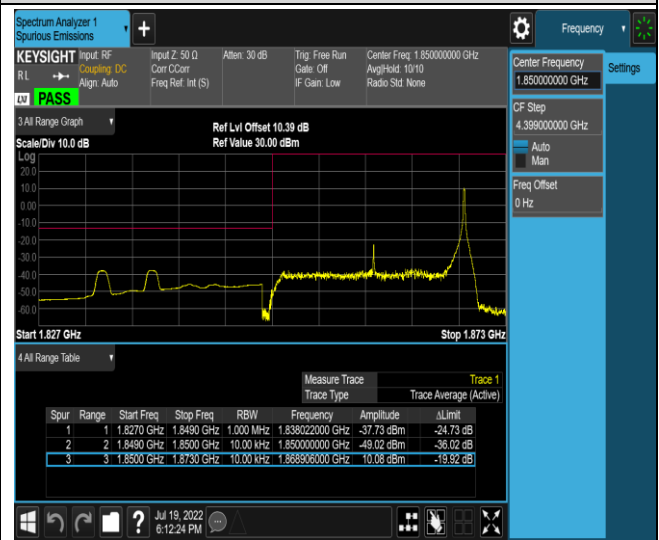 Spectrum Analyzer 1
Spurious Emissions
Frequency
KEYSIGHT
RL
Input: RF
Coupling: DC
Align: Auto
Input Z: 50 Ω
Corr CCorr
Freq Ref: Int (S)
Atten: 30 dB
Trig: Free Run
Gate: Off
IF Gain: Low
Center Freq: 1.850000000 GHz
Avg|Hold: 10/10
Radio Std: None
LXI
PASS
Center Frequency
1.850000000 GHz
Settings
CF Step
4.399000000 GHz
Auto
Man
Freq Offset
0 Hz
3 All Range Graph
Scale/Div 10.0 dB
Ref Lvl Offset 10.39 dB
Ref Value 30.00 dBm
Log
20.0
10.0
0.00
-10.0
-20.0
-30.0
-40.0
-50.0
-60.0
Start 1.827 GHz
Stop 1.873 GHz
4 All Range Table
Measure Trace Trace 1
Trace Type Trace Average (Active)
Spur Range Start Freq Stop Freq RBW Frequency Amplitude ΔLimit
1 1 1.8270 GHz 1.8490 GHz 1.000 MHz 1.838022000 GHz -37.73 dBm -24.73 dB
2 2 1.8490 GHz 1.8500 GHz 10.00 kHz 1.850000000 GHz -49.02 dBm -36.02 dB
3 3 1.8500 GHz 1.8730 GHz 10.00 kHz 1.868906000 GHz 10.08 dBm -19.92 dB
?
Jul 19, 2022
6:12:24 PM